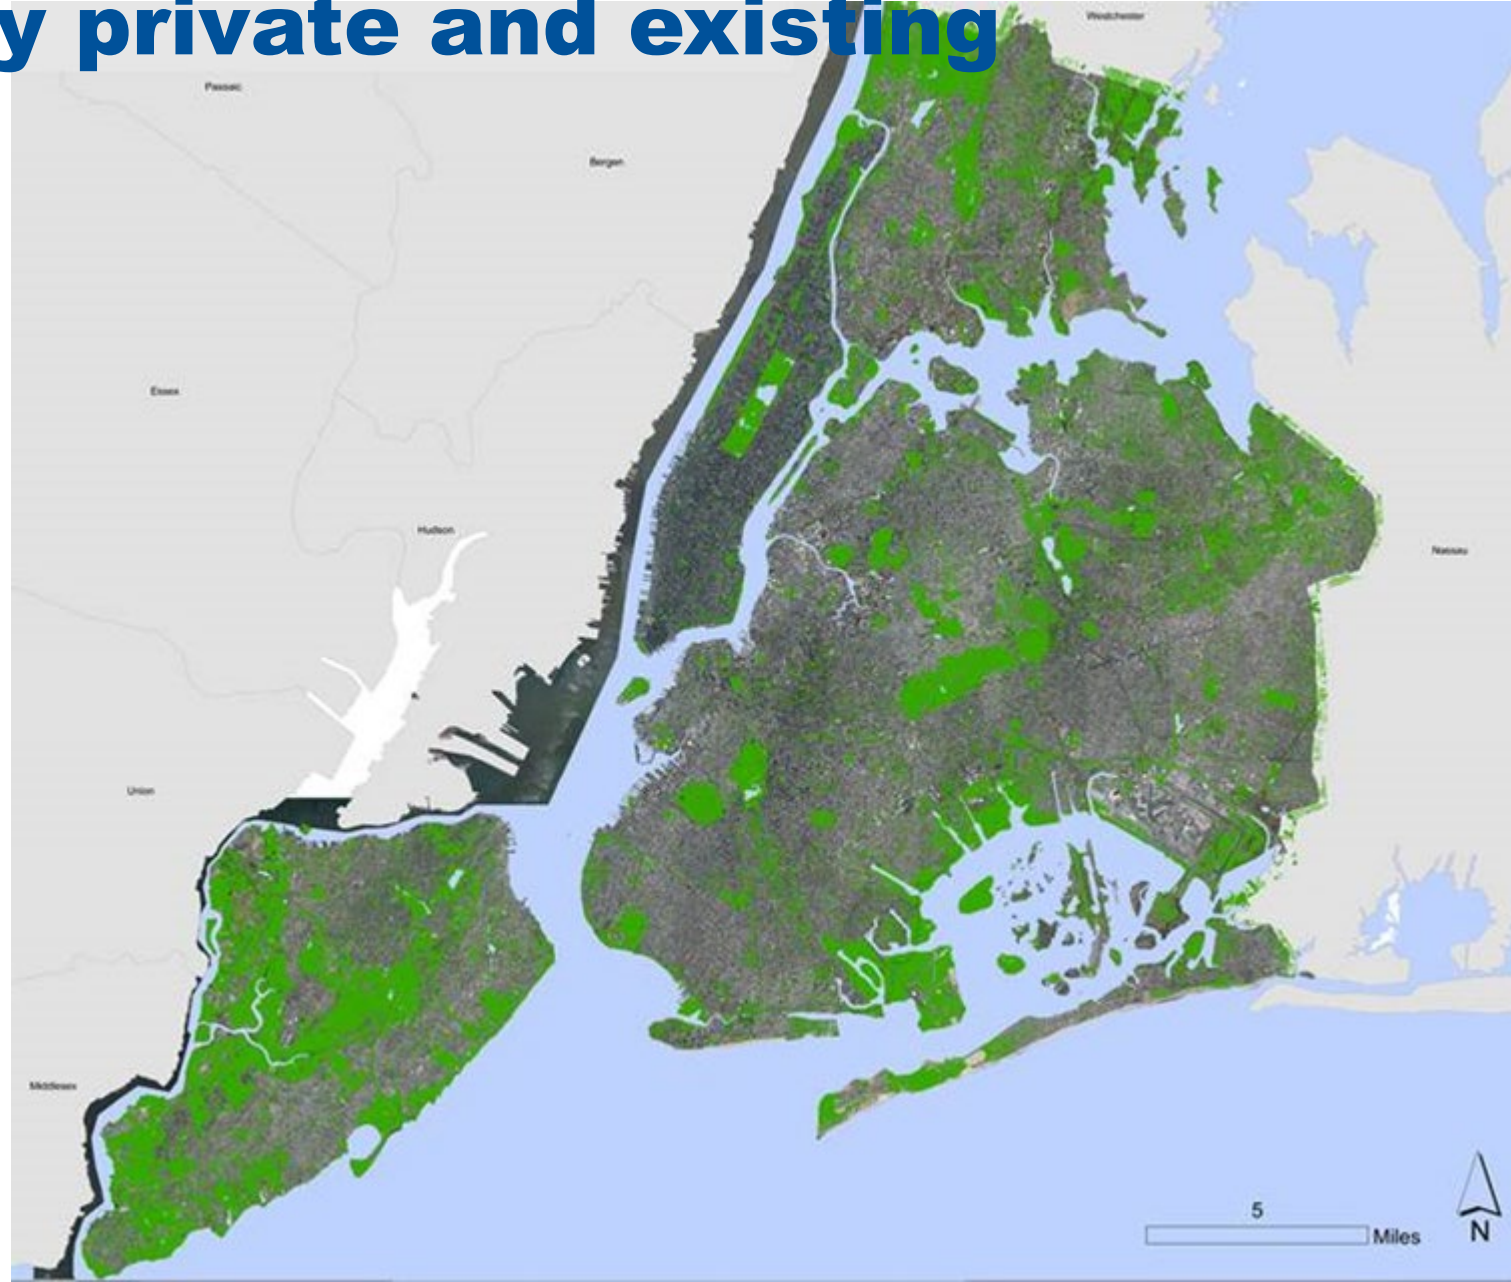 y private and existing
Westchester
Passaic
Bergen
Essex
Hudson
Nassau
Union
Middlesex
5
Miles
N